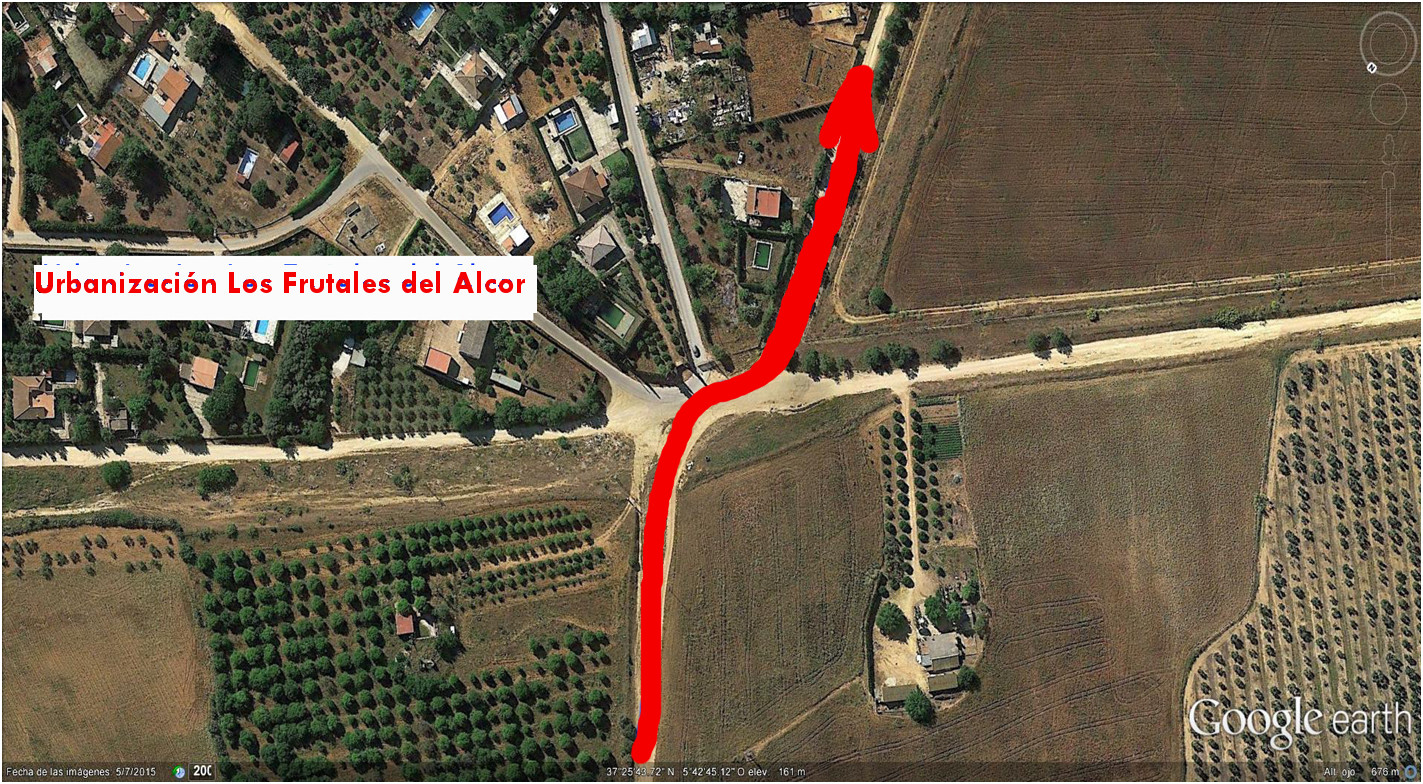 Urbanización Los Frutales del Alcor
Google earth
Fecha de las imágenes: 5/7/2015
200
37°25'43.72" N 5°42'45.12" O elev. 161 m
Alt. ojo 676 m